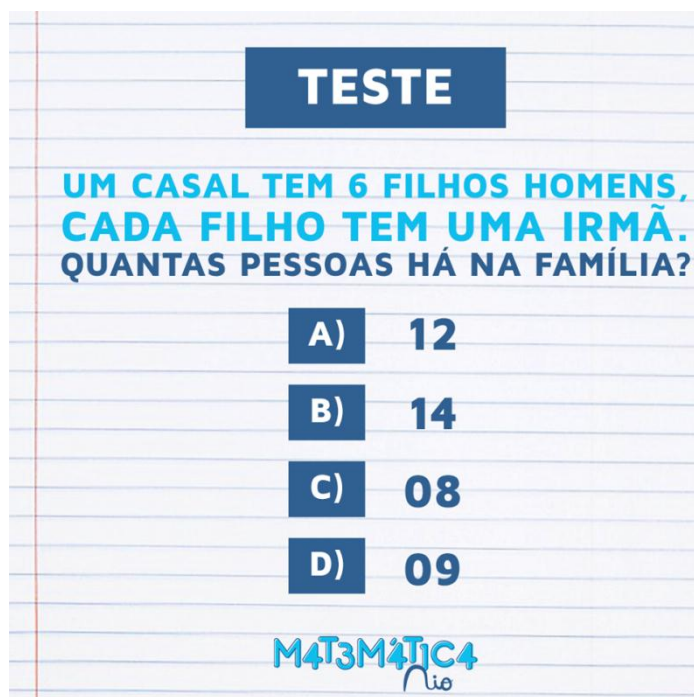 TESTE
UM CASAL TEM 6 FILHOS HOMENS,
CADA FILHO TEM UMA IRMÃ.
QUANTAS PESSOAS HÁ NA FAMÍLIA?
A) 12
B) 14
C) 08
D) 09
M4T3MÁT1C4
Rio